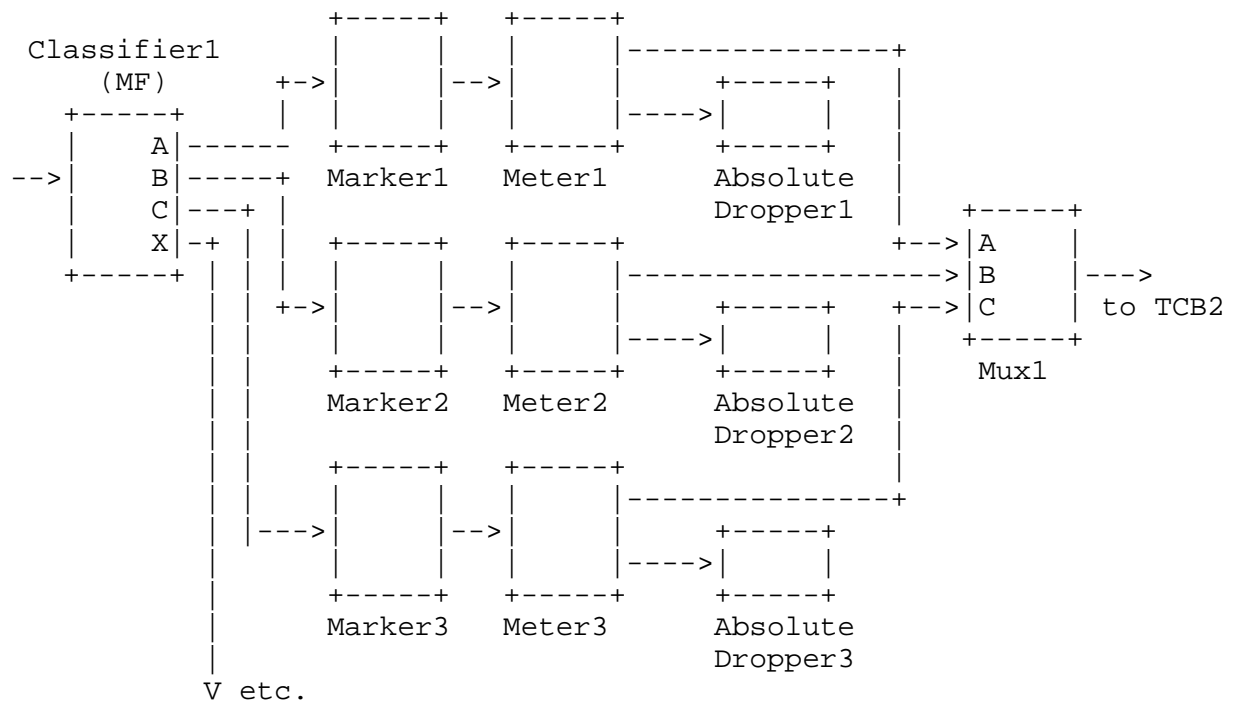 Classifier1
(MF)
A
B
C
X
Marker1
Meter1
Absolute
Dropper1
A
B
C
to TCB2
Mux1
Marker2
Meter2
Absolute
Dropper2
Marker3
Meter3
Absolute
Dropper3
V etc.